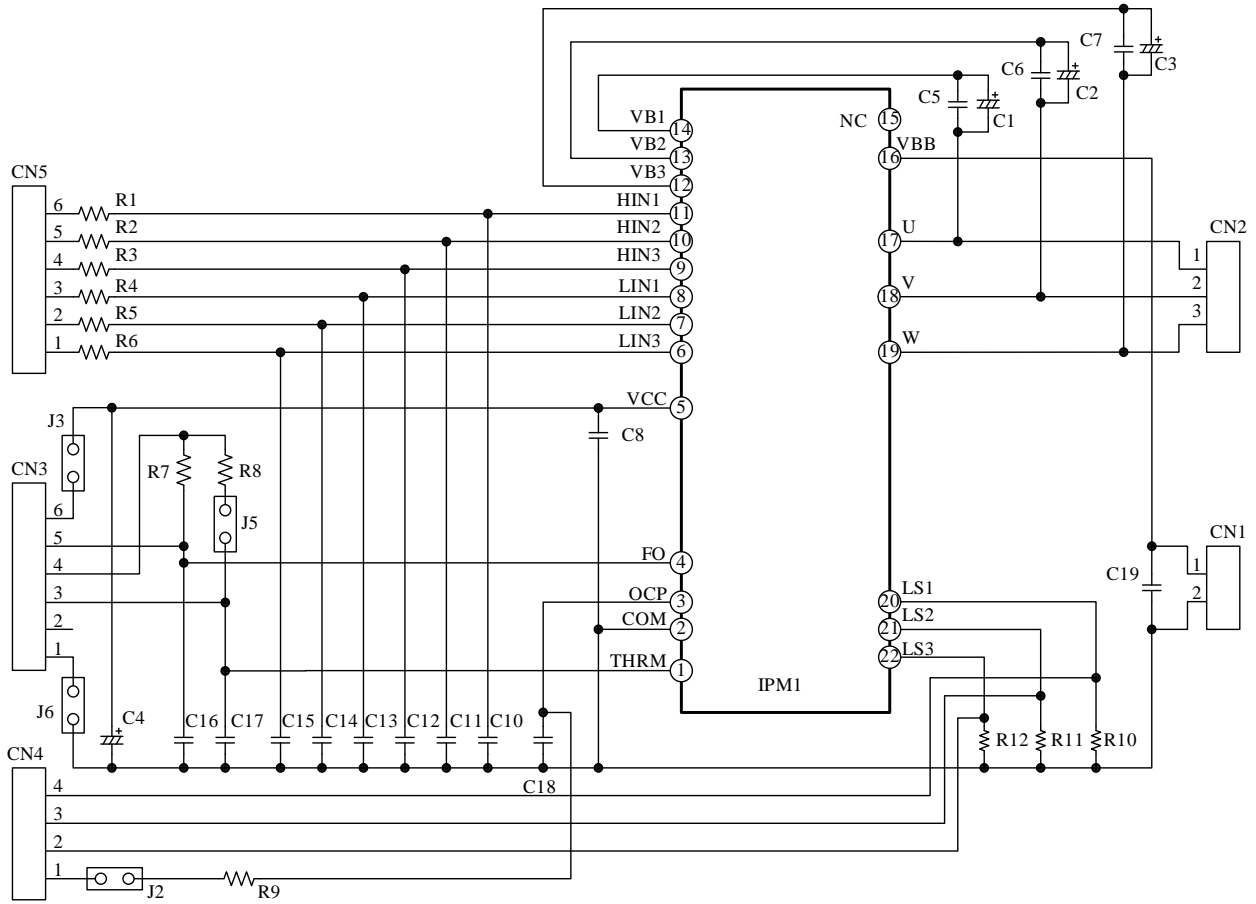 C7
+
C3
C6
+
C2
C5
+
C1
VB1
14
NC
15
VB2
13
VBB
16
VB3
12
CN5
6
R1
HIN1
11
5
R2
HIN2
10
U
17
CN2
1
4
R3
HIN3
9
2
3
R4
LIN1
8
V
18
3
2
R5
LIN2
7
1
R6
LIN3
6
W
19
J3
VCC
5
C8
CN3
R7
R8
6
J5
5
FO
4
CN1
4
1
C19
3
OCP
3
LS1
20
2
2
COM
2
LS2
21
1
THRM
1
LS3
22
IPM1
J6
C4
+
C16
C17
C15
C14
C13
C12
C11
C10
R12
R11
R10
CN4
4
C18
3
2
1
J2
R9